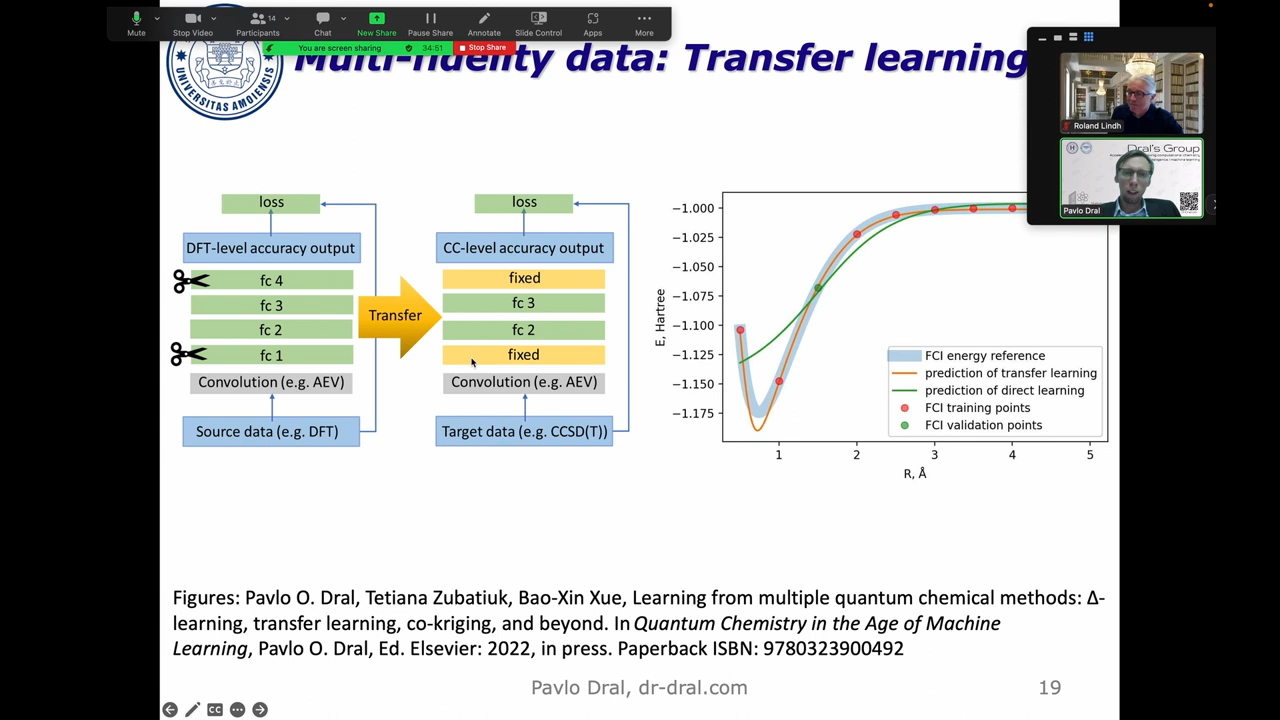 Mute
Stop Video
14
Participants
Chat
New Share
Pause Share
Annotate
Slide Control
Apps
More
You are screen sharing
34:51
Stop Share
UNIVERSITAS AMOIENSIS
Multi-fidelity data: Transfer learning
Roland Lindh
Dral's Group
Pavlo Dral
loss
DFT-level accuracy output
fc 4
fc 3
fc 2
fc 1
Convolution (e.g. AEV)
Source data (e.g. DFT)
Transfer
loss
CC-level accuracy output
fixed
fc 3
fc 2
fixed
Convolution (e.g. AEV)
Target data (e.g. CCSD(T))
E, Hartree
−1.000
−1.025
−1.050
−1.075
−1.100
−1.125
−1.150
−1.175
FCI energy reference
prediction of transfer learning
prediction of direct learning
FCI training points
FCI validation points
1 2 3 4 5
R, Å
Figures: Pavlo O. Dral, Tetiana Zubatiuk, Bao-Xin Xue, Learning from multiple quantum chemical methods: Δ-
learning, transfer learning, co-kriging, and beyond. In Quantum Chemistry in the Age of Machine
Learning, Pavlo O. Dral, Ed. Elsevier: 2022, in press. Paperback ISBN: 9780323900492
Pavlo Dral, dr-dral.com
19
CC